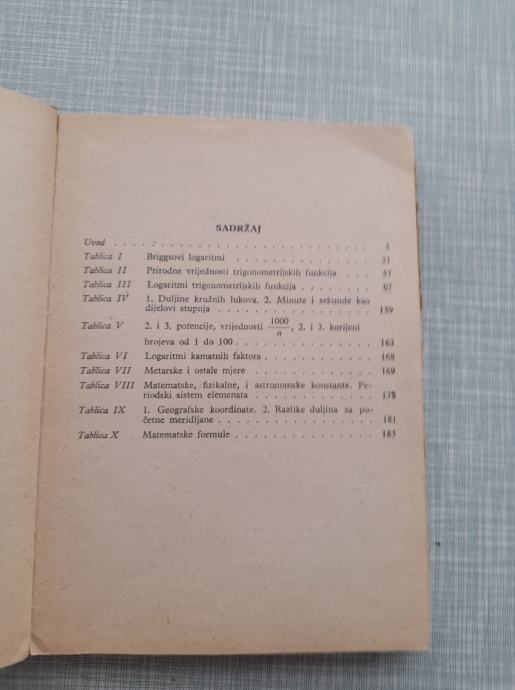 SADRŽAJ
Uvod . . . . . . . . . . . . . . . . . . . . . . . . . . 5
Tablica I Briggsovi logaritmi . . . . . . . . . . . . . . 21
Tablica II Prirodne vrijednosti trigonometrijskih funkcija . . . 57
Tablica III Logaritmi trigonometrijskih funkcija . . . . . . . 67
Tablica IV 1. Duljine kružnih lukova. 2. Minute i sekunde kao
dijelovi stupnja . . . . . . . . . . . . . . . . . . 159
Tablica V 2. i 3. potencije, vrijednosti 1000/n, 2. i 3. korijeni
brojeva od 1 do 100 . . . . . . . . . . . . . . . 163
Tablica VI Logaritmi kamatnih faktora . . . . . . . . . . 168
Tablica VII Metarske i ostale mjere . . . . . . . . . . . . 169
Tablica VIII Matematske, fizikalne, i astronomske konstante. Pe-
riodski sistem elemenata . . . . . . . . . . . . .
Tablica IX 1. Geografske koordinate. 2. Razlike duljina za po-
četne meridijane . . . . . . . . . . . . . . . . . 181
Tablica X Matematske formule . . . . . . . . . . . . . . 185